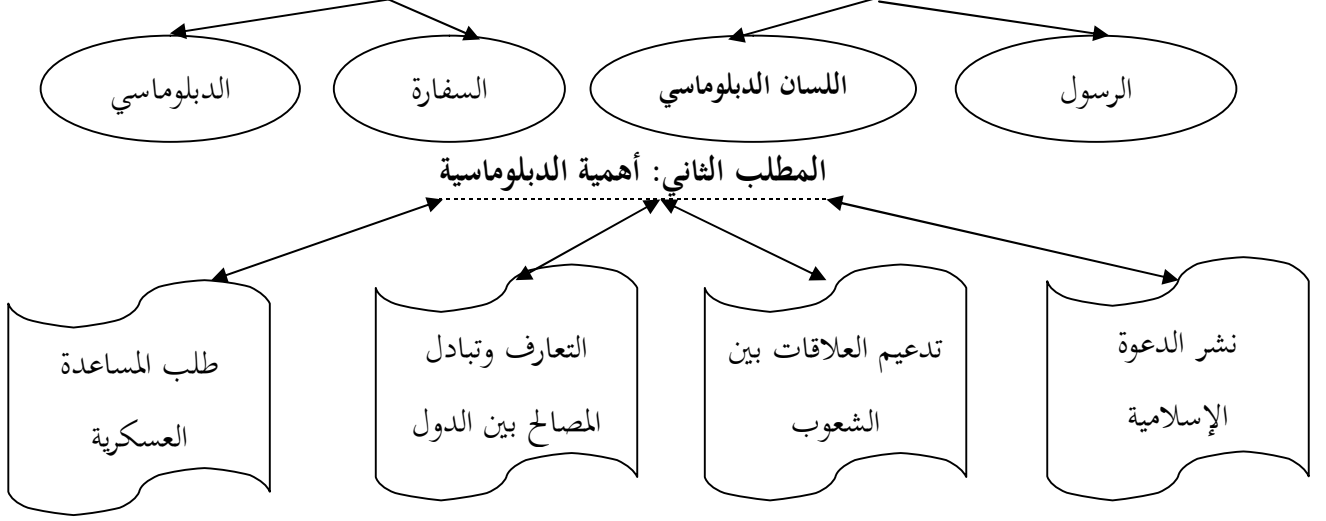 الرسول
اللسان الدبلوماسي
السفارة
الدبلوماسي
المطلب الثاني: أهمية الدبلوماسية
نشر الدعوة
الإسلامية
تدعيم العلاقات بين
الشعوب
التعارف وتبادل
المصالح بين الدول
طلب المساعدة
العسكرية